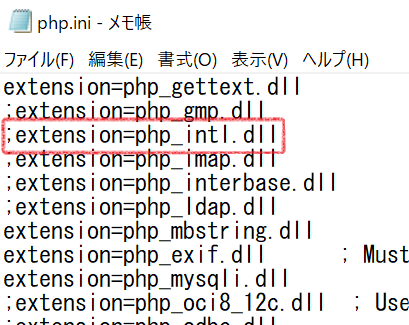 php.ini - メモ帳
ファイル(F) 編集(E) 書式(O) 表示(V) ヘルプ(H)
extension=php_gettext.dll
;extension=php_gmp.dll
;extension=php_intl.dll
;extension=php_imap.dll
;extension=php_interbase.dll
;extension=php_ldap.dll
extension=php_mbstring.dll
extension=php_exif.dll ; Must
extension=php_mysqli.dll
;extension=php_oci8_12c.dll ; Use